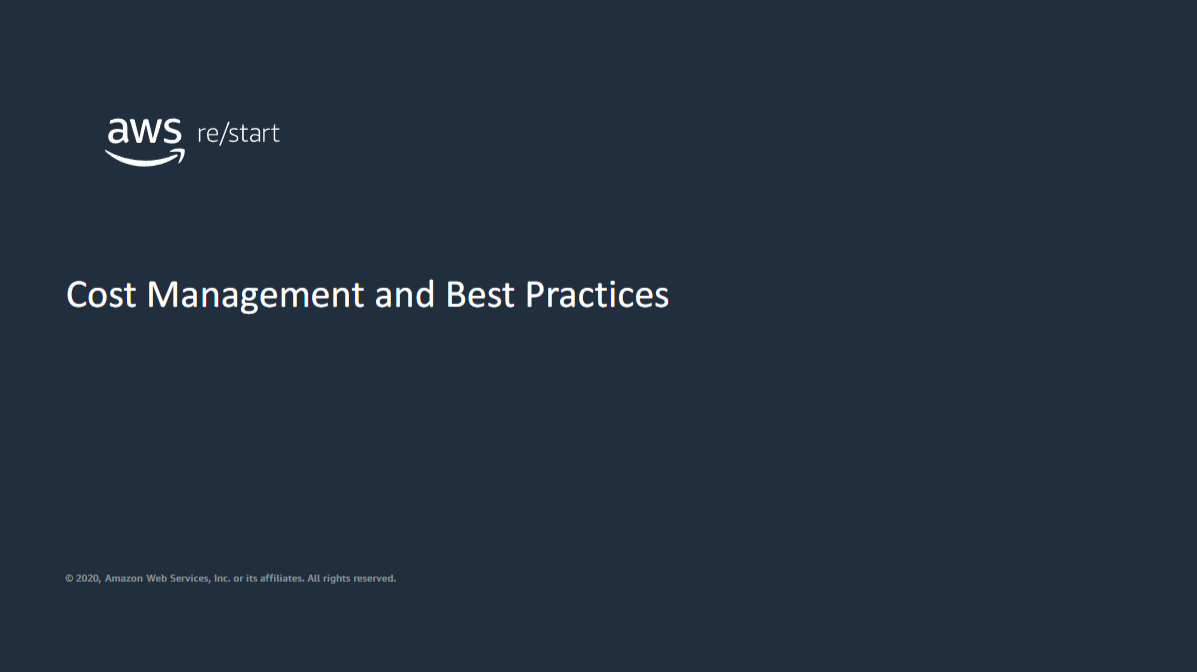 aws re/start
Cost Management and Best Practices
© 2020, Amazon Web Services, Inc. or its affiliates. All rights reserved.